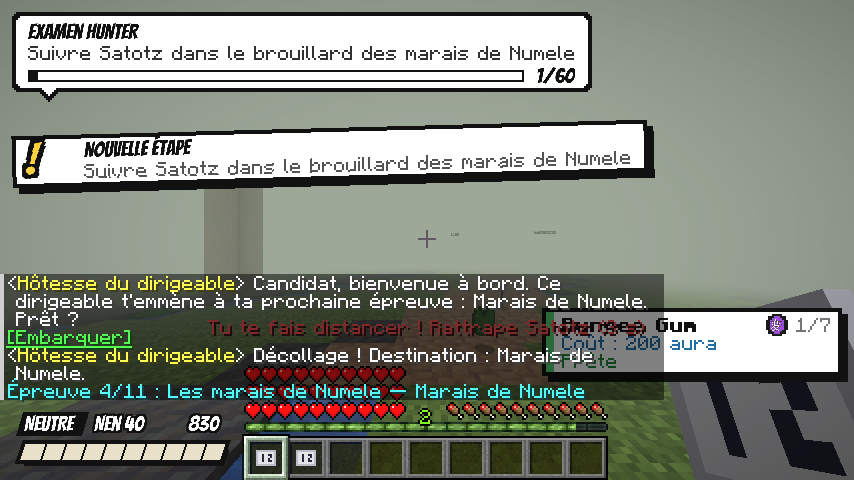 EXAMEN HUNTER
Suivre Satotz dans le brouillard des marais de Numele
1/60
NOUVELLE ÉTAPE
Suivre Satotz dans le brouillard des marais de Numele
<Hôtesse du dirigeable> Candidat, bienvenue à bord. Ce
dirigeable t'emmène à ta prochaine épreuve : Marais de Numele.
Prêt ?
Tu te fais distancer ! Rattrape Satotz
[Embarquer]
<Hôtesse du dirigeable> Décollage ! Destination : Marais de
Numele.
Épreuve 4/11 : Les marais de Numele — Marais de Numele
Bungee Gum
1/7
Coût : 200 aura
Prête
NEUTRE NEN 40 830
2
12 12
12